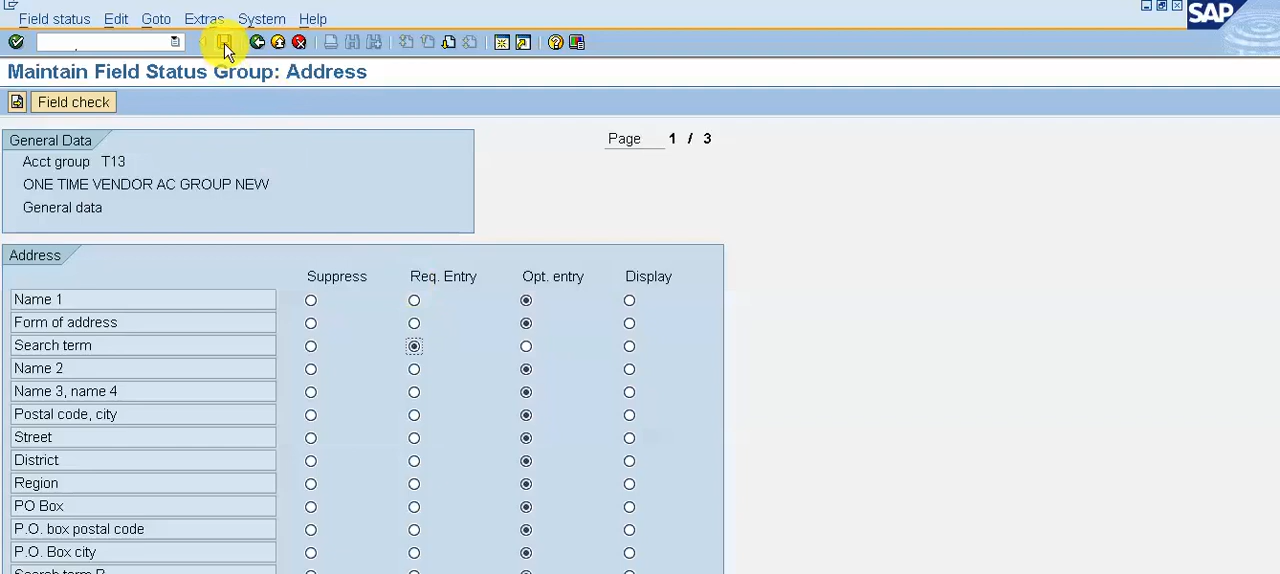 Field status Edit Goto Extras System Help
SAP
Maintain Field Status Group: Address
Field check
General Data
Page 1 / 3
Acct group T13
ONE TIME VENDOR AC GROUP NEW
General data
Address
Suppress Req. Entry Opt. entry Display
Name 1
Form of address
Search term
Name 2
Name 3, name 4
Postal code, city
Street
District
Region
PO Box
P.O. box postal code
P.O. Box city